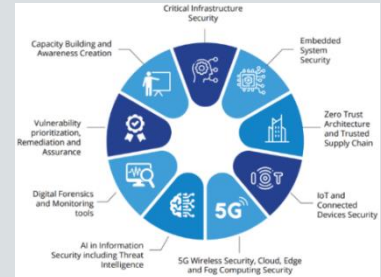 Critical Infrastructure
Security
Embedded
System
Security
Zero Trust
Architecture
and Trusted
Supply Chain
IoT and
Connected
Devices Security
5G Wireless Security, Cloud, Edge
and Fog Computing Security
AI in Information
Security including Threat
Intelligence
Digital Forensics
and Monitoring
tools
Vulnerability
prioritization,
Remediation and
Assurance
Capacity Building and
Awareness Creation
IOT
5G